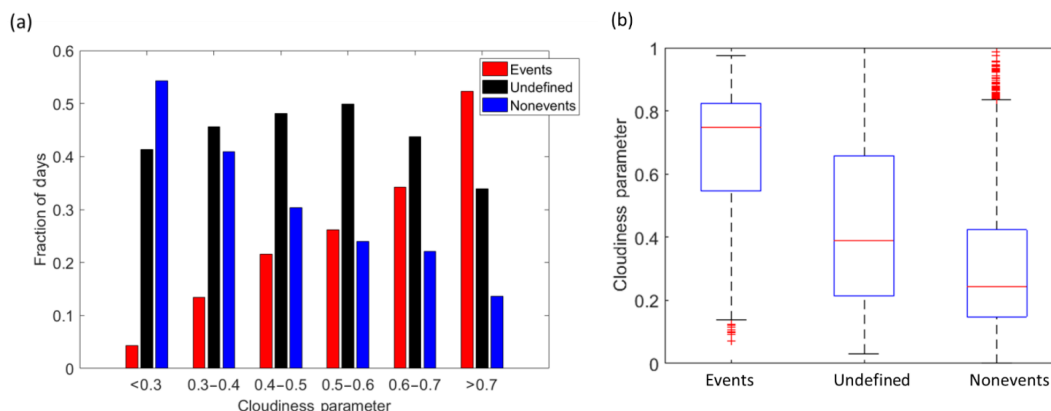 (a)
0.6
0.5
0.4
0.3
0.2
0.1
0
Fraction of days
Events
Undefined
Nonevents
<0.3 0.3-0.4 0.4-0.5 0.5-0.6 0.6-0.7 >0.7
Cloudiness parameter
(b)
1
0.8
0.6
0.4
0.2
0
Cloudiness parameter
Events Undefined Nonevents